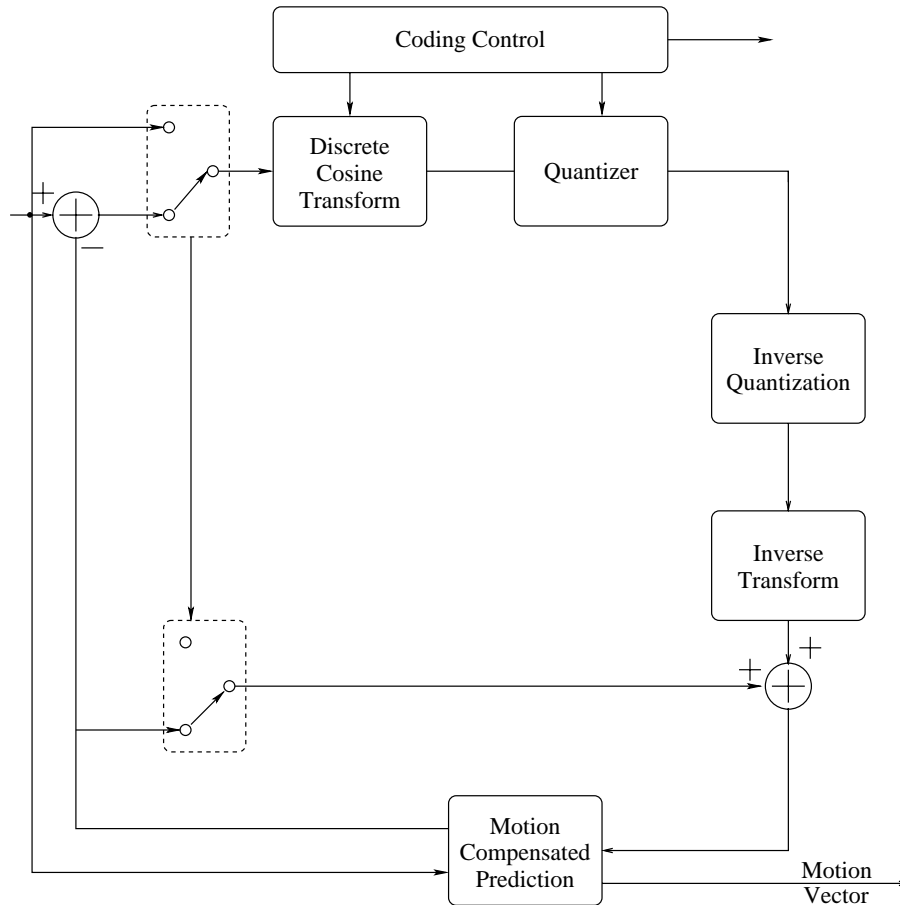 Coding Control
Discrete
Cosine
Transform
Quantizer
Inverse
Quantization
Inverse
Transform
Motion
Compensated
Prediction
Motion
Vector